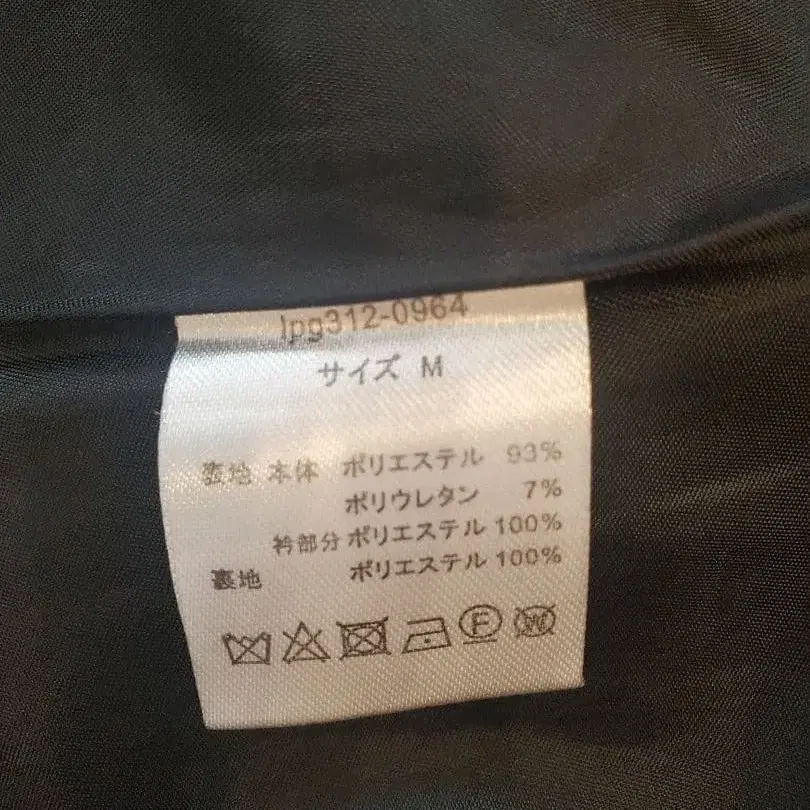 lpg312-0964
サイズ M
表地 本体 ポリエステル 93%
ポリウレタン 7%
衿部分 ポリエステル 100%
裏地 ポリエステル 100%
F W